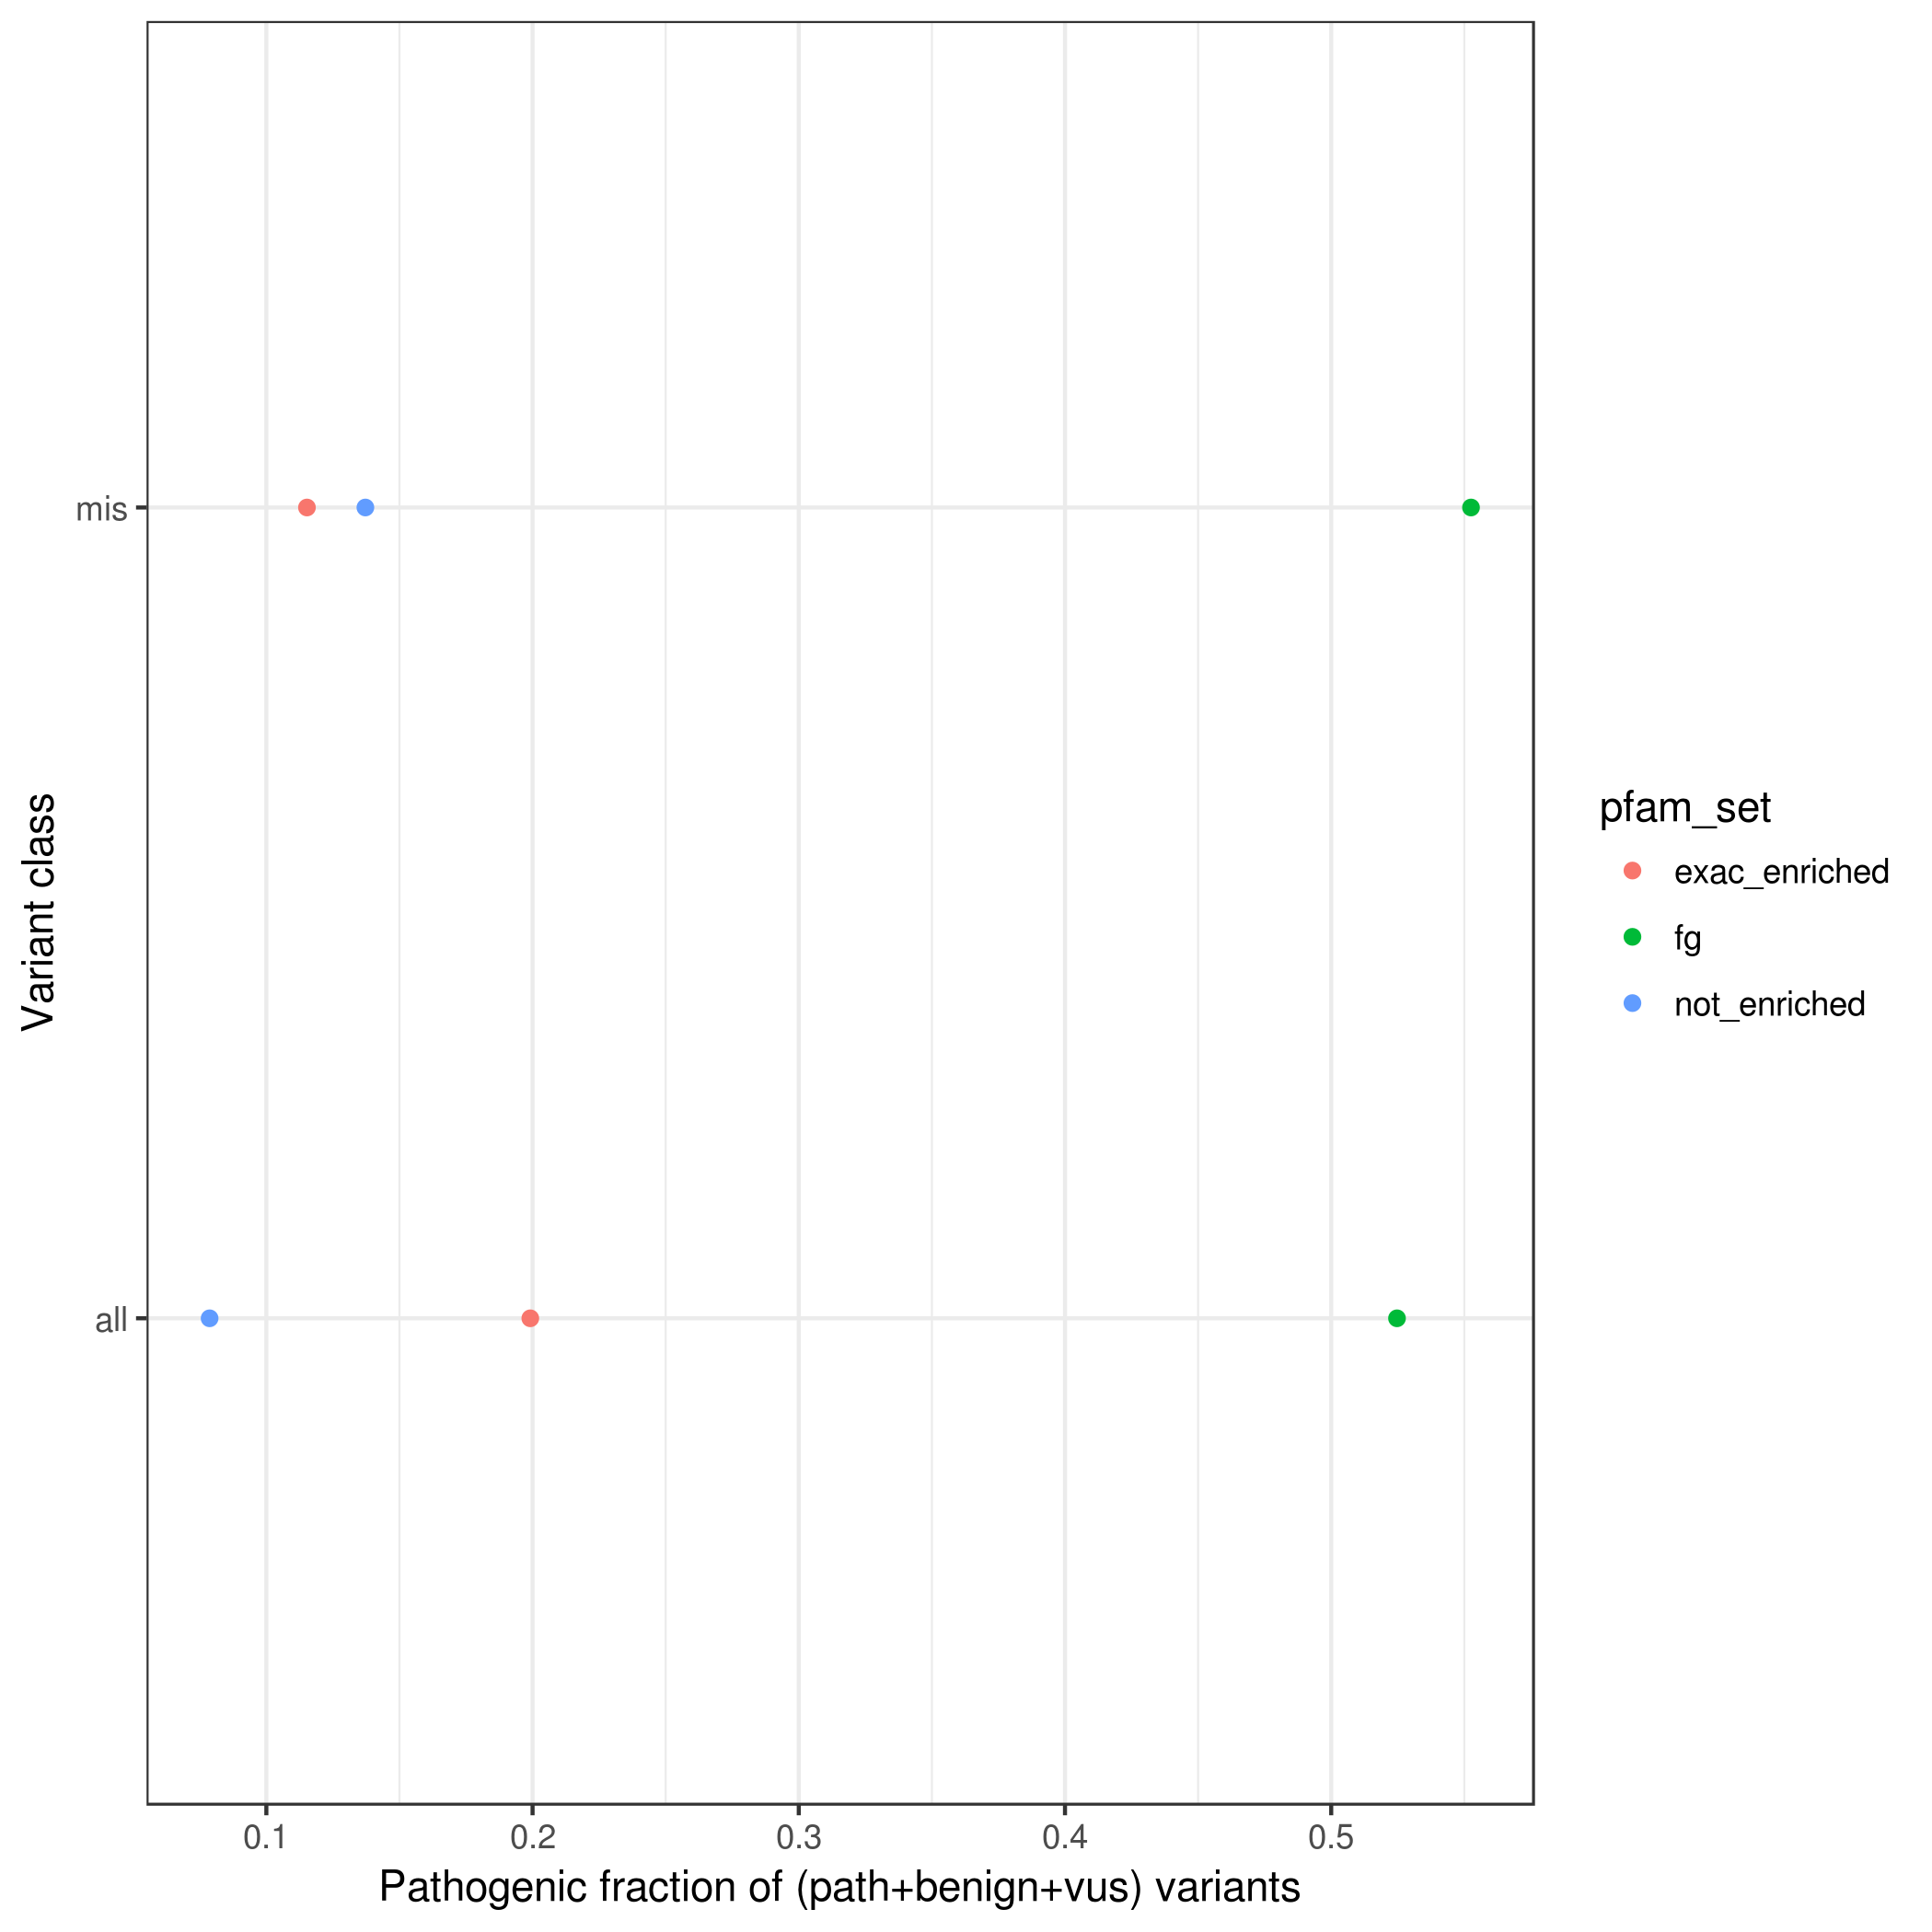 Variant class
mis
all
0.1 0.2 0.3 0.4 0.5
Pathogenic fraction of (path+benign+vus) variants
pfam_set
exac_enriched
fg
not_enriched